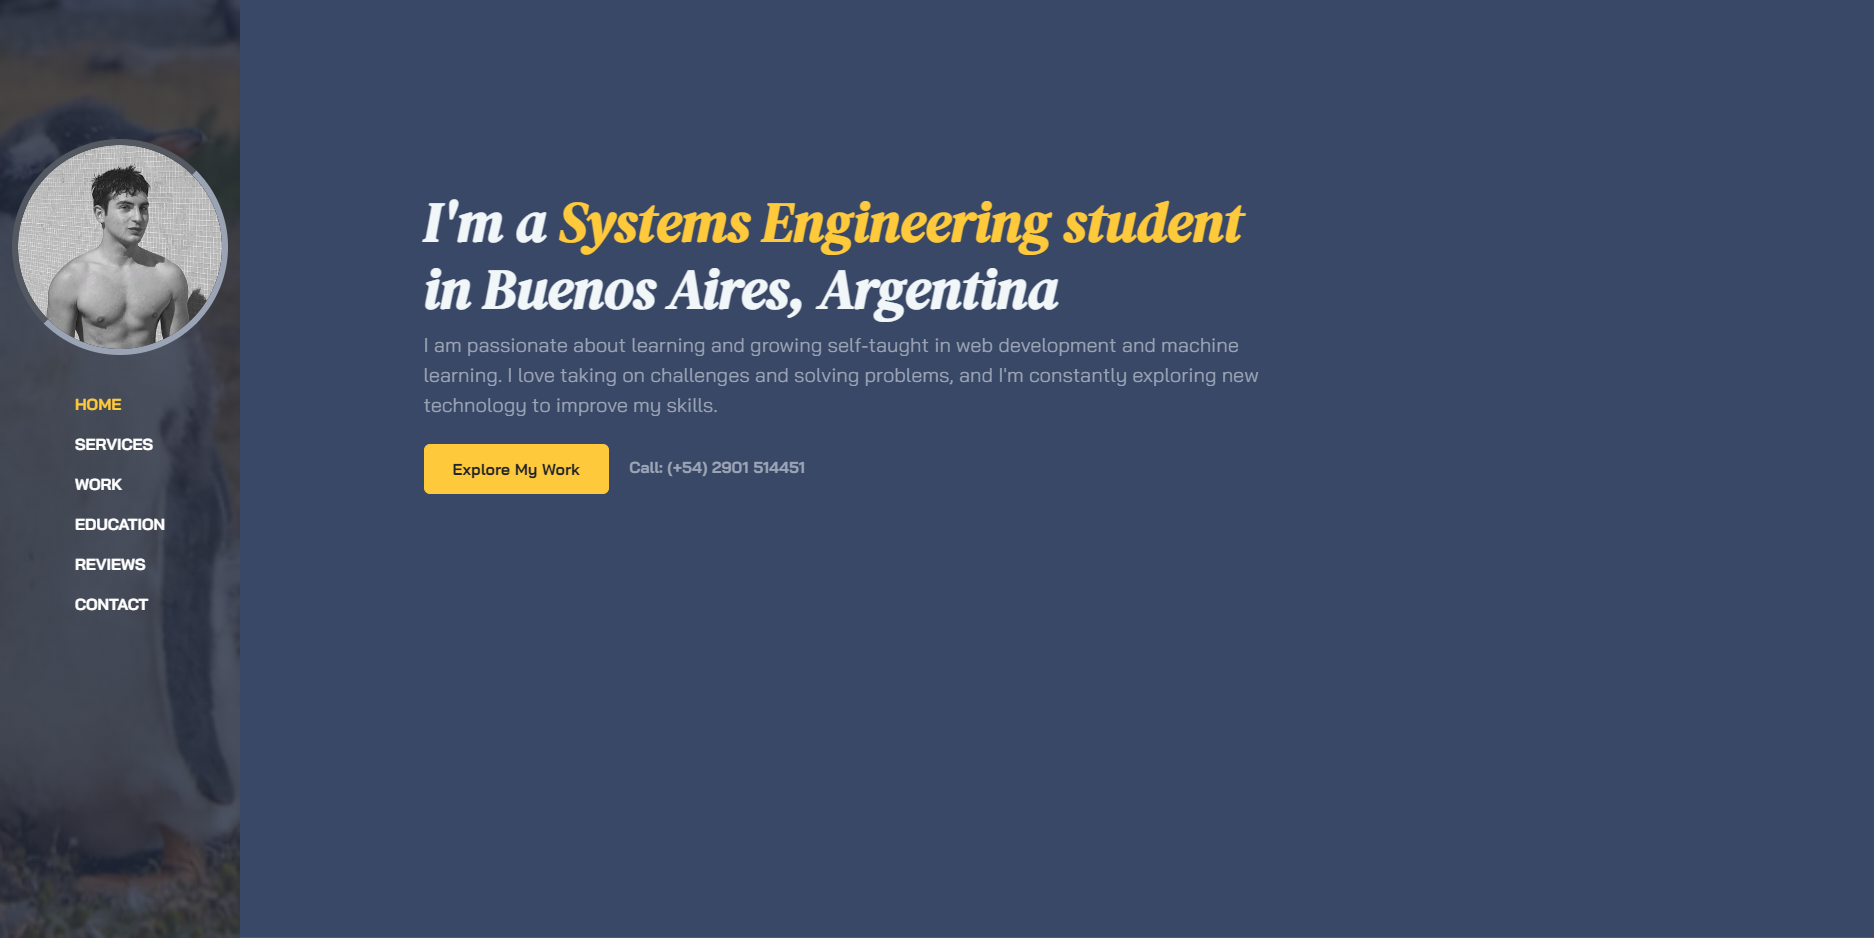 HOME
SERVICES
WORK
EDUCATION
REVIEWS
CONTACT
I'm a Systems Engineering student
in Buenos Aires, Argentina
I am passionate about learning and growing self-taught in web development and machine
learning. I love taking on challenges and solving problems, and I'm constantly exploring new
technology to improve my skills.
Explore My Work
Call: (+54) 2901 514451